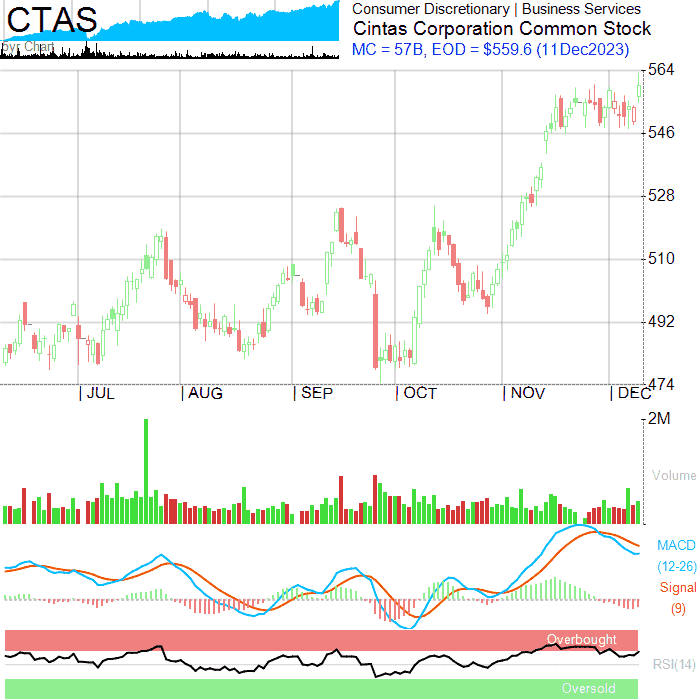 CTAS
pvr Chart
Consumer Discretionary | Business Services
Cintas Corporation Common Stock
MC = 57B, EOD = $559.6 (11Dec2023)
564
546
528
510
492
474
| JUL | AUG | SEP | OCT | NOV | DEC
2M
Volume
MACD
(12-26)
Signal
(9)
Overbought
RSI(14)
Oversold